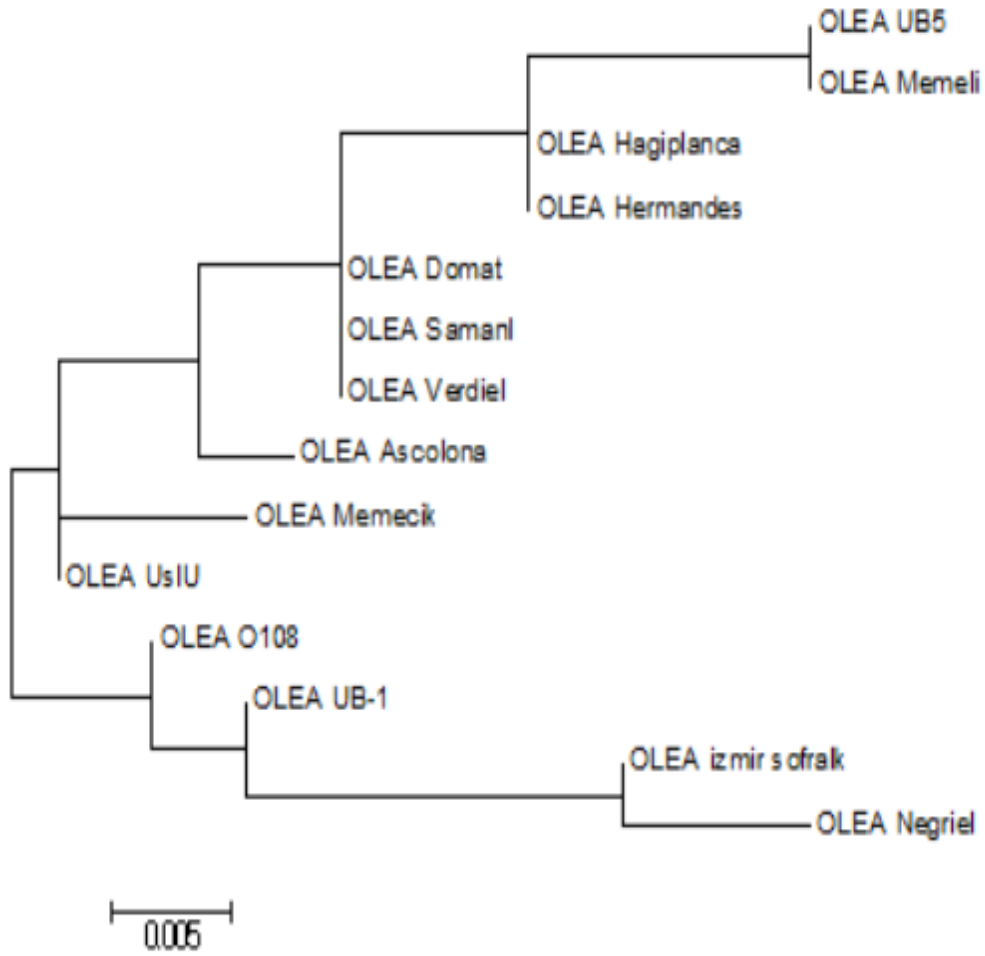 OLEA UB5
OLEA Memeli
OLEA Hagiplanca
OLEA Hermandes
OLEA Domat
OLEA Samanl
OLEA Verdiel
OLEA Ascolona
OLEA Memecik
OLEA UslU
OLEA O108
OLEA UB-1
OLEA izmir sofralk
OLEA Negriel
0.005